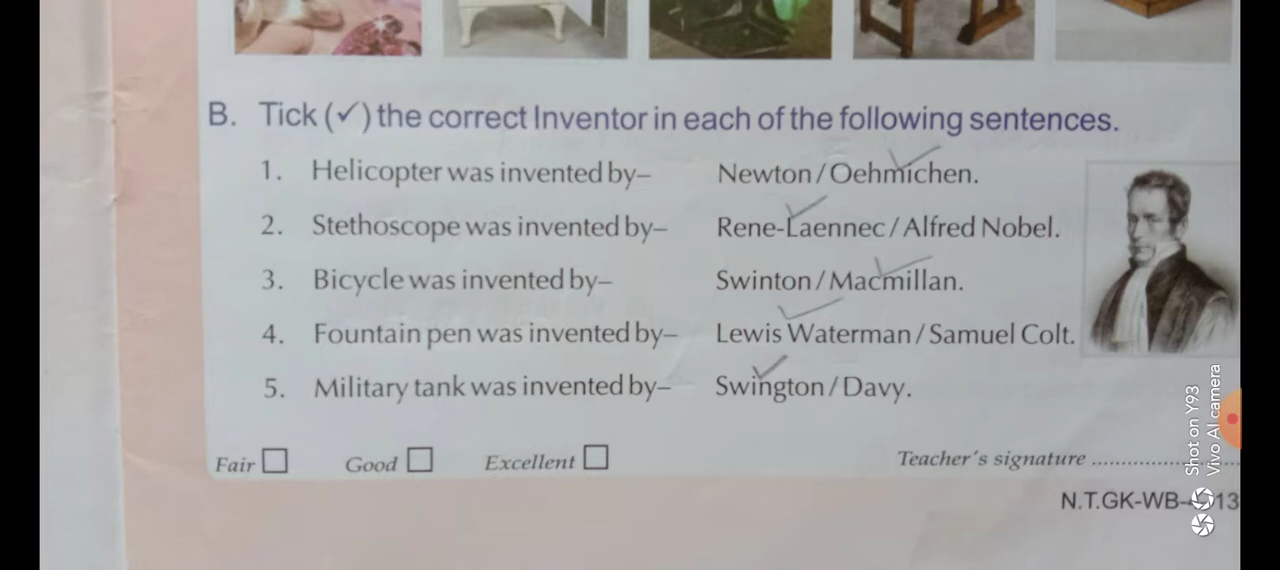 B. Tick (✓) the correct Inventor in each of the following sentences.
1. Helicopter was invented by– Newton / Oehmichen.
2. Stethoscope was invented by– Rene-Laennec / Alfred Nobel.
3. Bicycle was invented by– Swinton / Macmillan.
4. Fountain pen was invented by– Lewis Waterman / Samuel Colt.
5. Military tank was invented by– Swington / Davy.
Fair Good Excellent Teacher's signature ....................
N.T.GK-WB- 13
Shot on Y93
Vivo AI camera